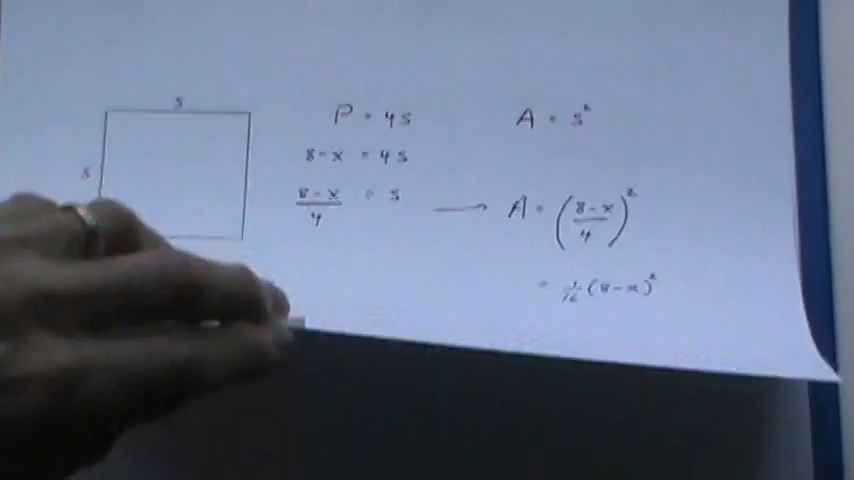 s
s
P = 4s
8-x = 4s
8-x/4 = s
A = s²
→ A = (8-x/4)²
= 1/16 (8-x)²